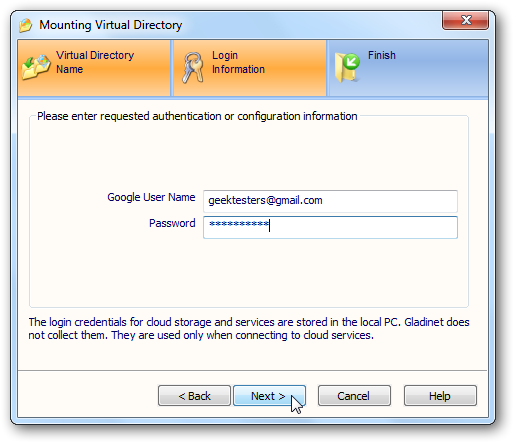 Mounting Virtual Directory
Virtual Directory
Name
Login
Information
Finish
Please enter requested authentication or configuration information
Google User Name
geektesters@gmail.com
Password
**********
The login credentials for cloud storage and services are stored in the local PC. Gladinet does
not collect them. They are used only when connecting to cloud services.
< Back
Next >
Cancel
Help